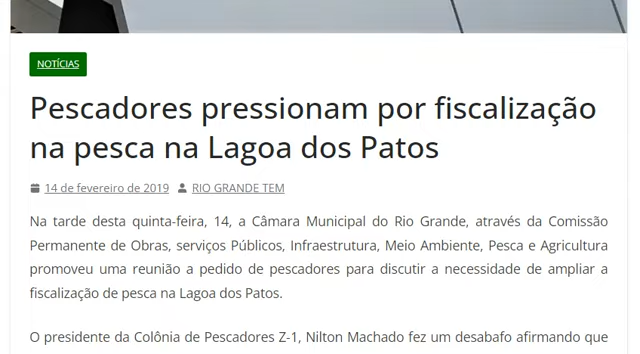 NOTÍCIAS
Pescadores pressionam por fiscalização
na pesca na Lagoa dos Patos
14 de fevereiro de 2019 RIO GRANDE TEM
Na tarde desta quinta-feira, 14, a Câmara Municipal do Rio Grande, através da Comissão
Permanente de Obras, serviços Públicos, Infraestrutura, Meio Ambiente, Pesca e Agricultura
promoveu uma reunião a pedido de pescadores para discutir a necessidade de ampliar a
fiscalização de pesca na Lagoa dos Patos.
O presidente da Colônia de Pescadores Z-1, Nilton Machado fez um desabafo afirmando que